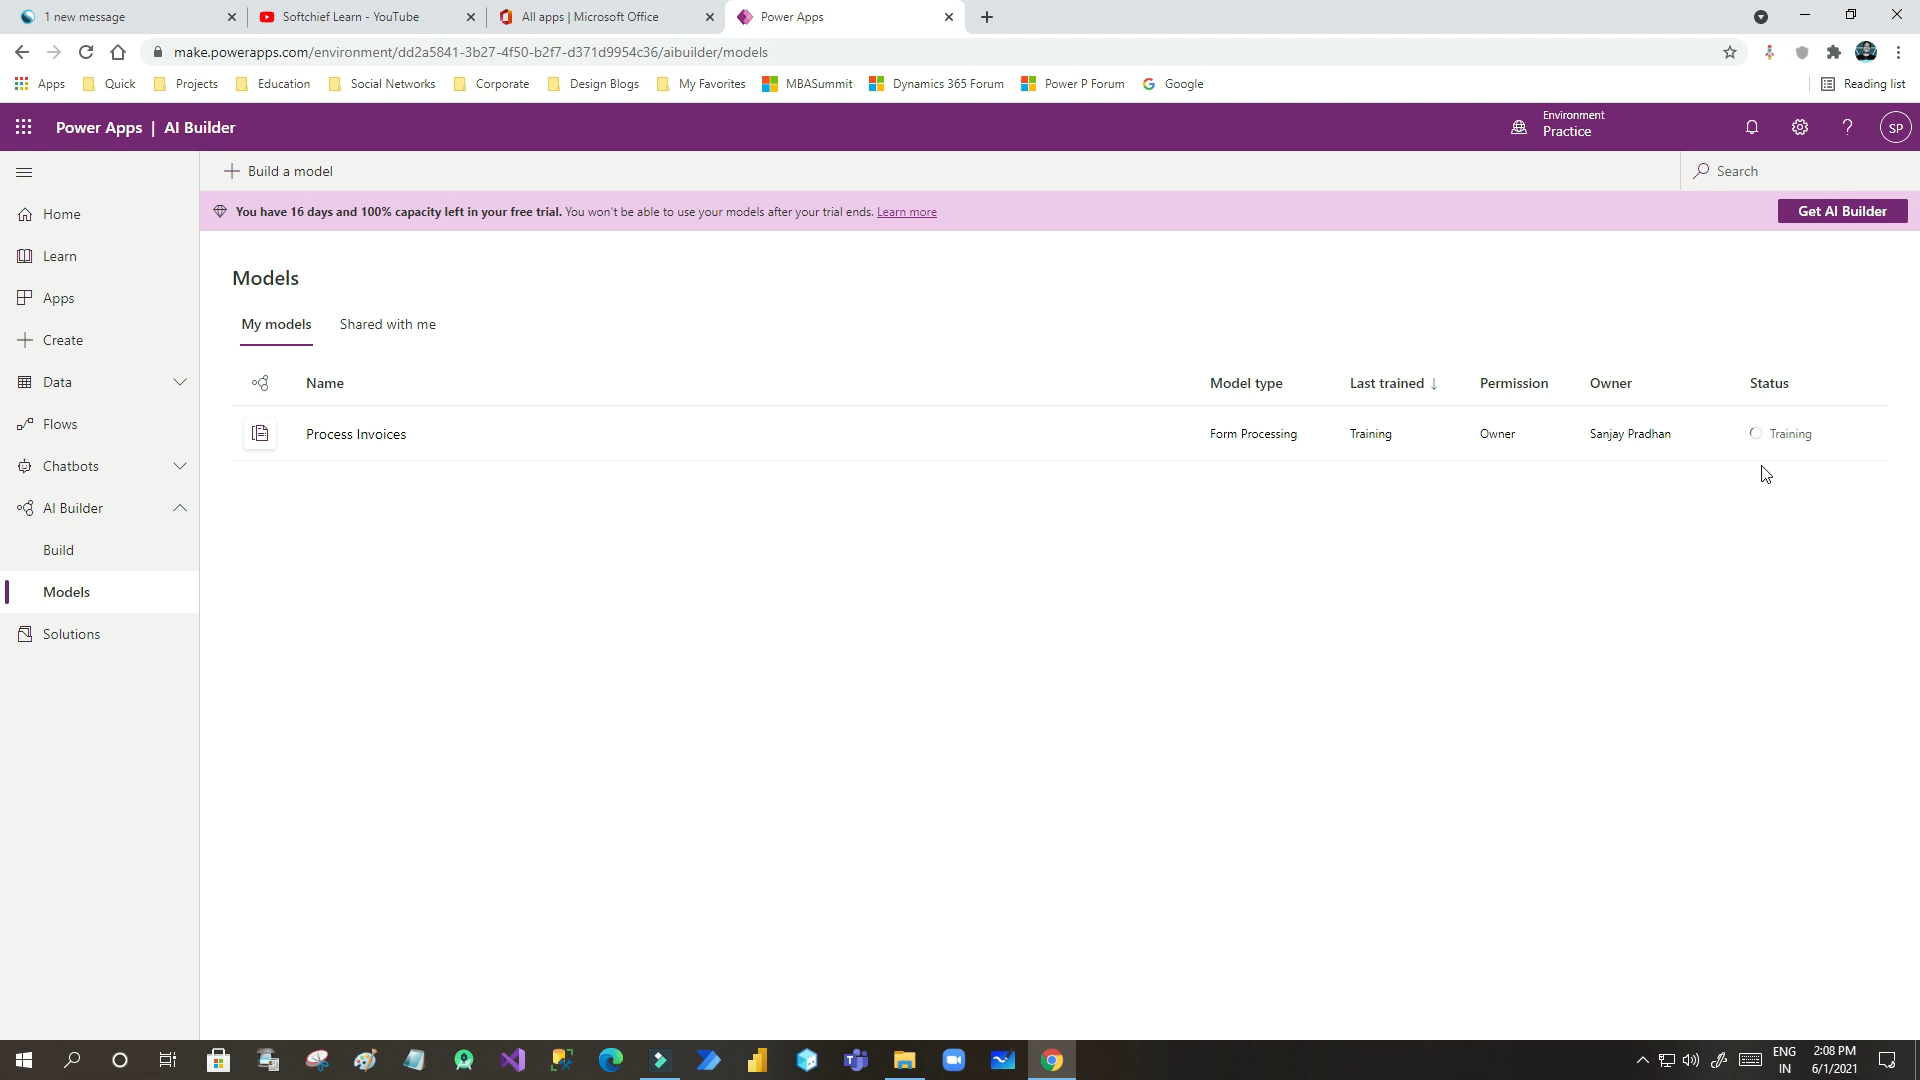 1 new message
Softchief Learn - YouTube
All apps | Microsoft Office
Power Apps
make.powerapps.com/environment/dd2a5841-3b27-4f50-b2f7-d371d9954c36/aibuilder/models
Apps
Quick
Projects
Education
Social Networks
Corporate
Design Blogs
My Favorites
MBASummit
Dynamics 365 Forum
Power P Forum
Google
Reading list
Power Apps | AI Builder
Environment
Practice
SP
Build a model
Search
You have 16 days and 100% capacity left in your free trial. You won't be able to use your models after your trial ends. Learn more
Get AI Builder
Home
Learn
Apps
Create
Data
Flows
Chatbots
AI Builder
Build
Models
Solutions
Models
My models
Shared with me
Name
Model type
Last trained ↓
Permission
Owner
Status
Process Invoices
Form Processing
Training
Owner
Sanjay Pradhan
Training
ENG
IN
2:08 PM
6/1/2021